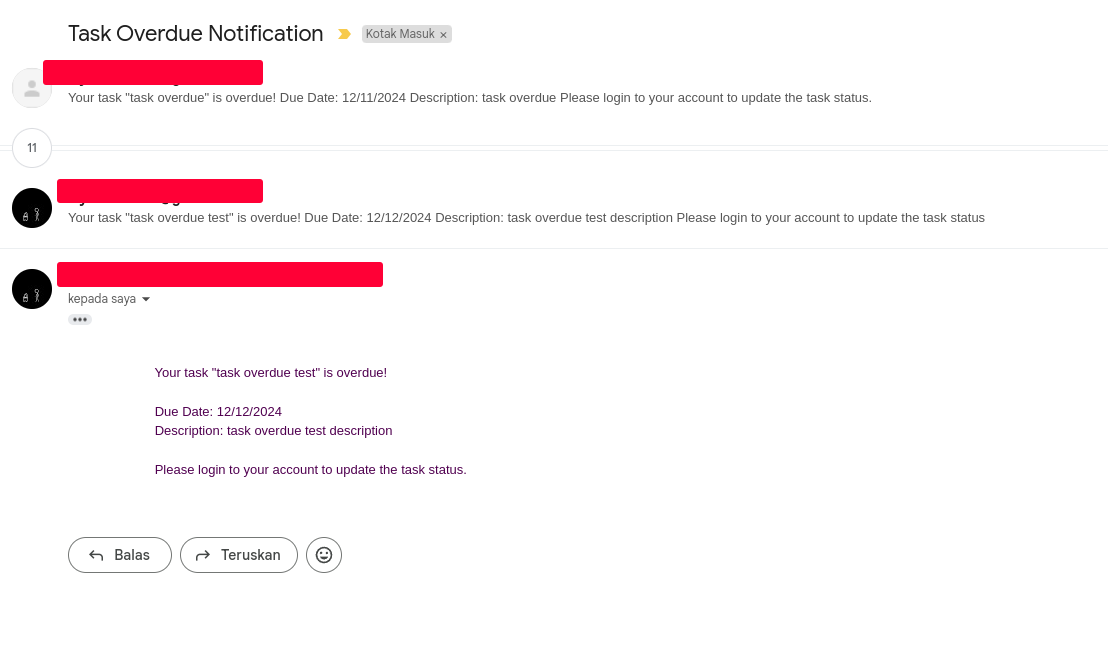 Task Overdue Notification
Kotak Masuk ×
Your task "task overdue" is overdue! Due Date: 12/11/2024 Description: task overdue Please login to your account to update the task status.
11
Your task "task overdue test" is overdue! Due Date: 12/12/2024 Description: task overdue test description Please login to your account to update the task status
kepada saya
Your task "task overdue test" is overdue!
Due Date: 12/12/2024
Description: task overdue test description
Please login to your account to update the task status.
Balas
Teruskan